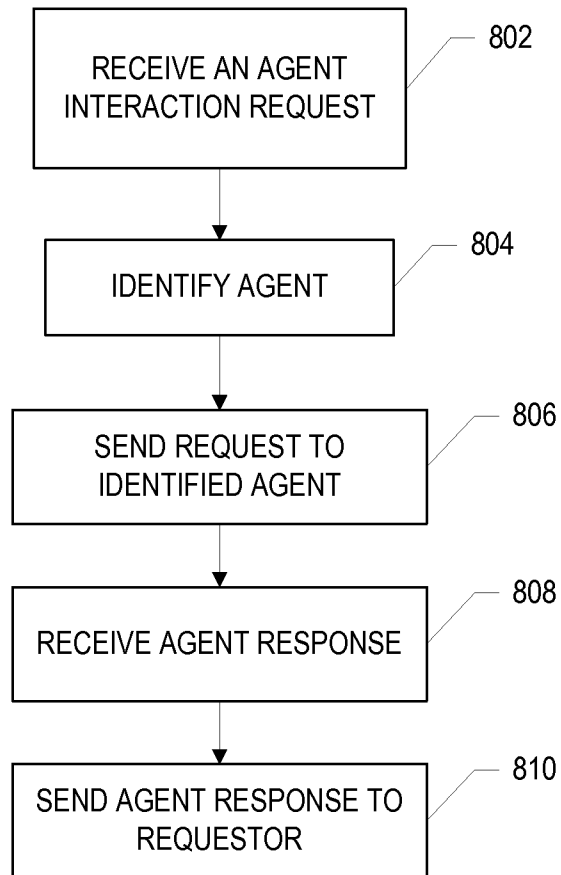 RECEIVE AN AGENT
INTERACTION REQUEST
802
IDENTIFY AGENT
804
SEND REQUEST TO
IDENTIFIED AGENT
806
RECEIVE AGENT RESPONSE
808
SEND AGENT RESPONSE TO
REQUESTOR
810